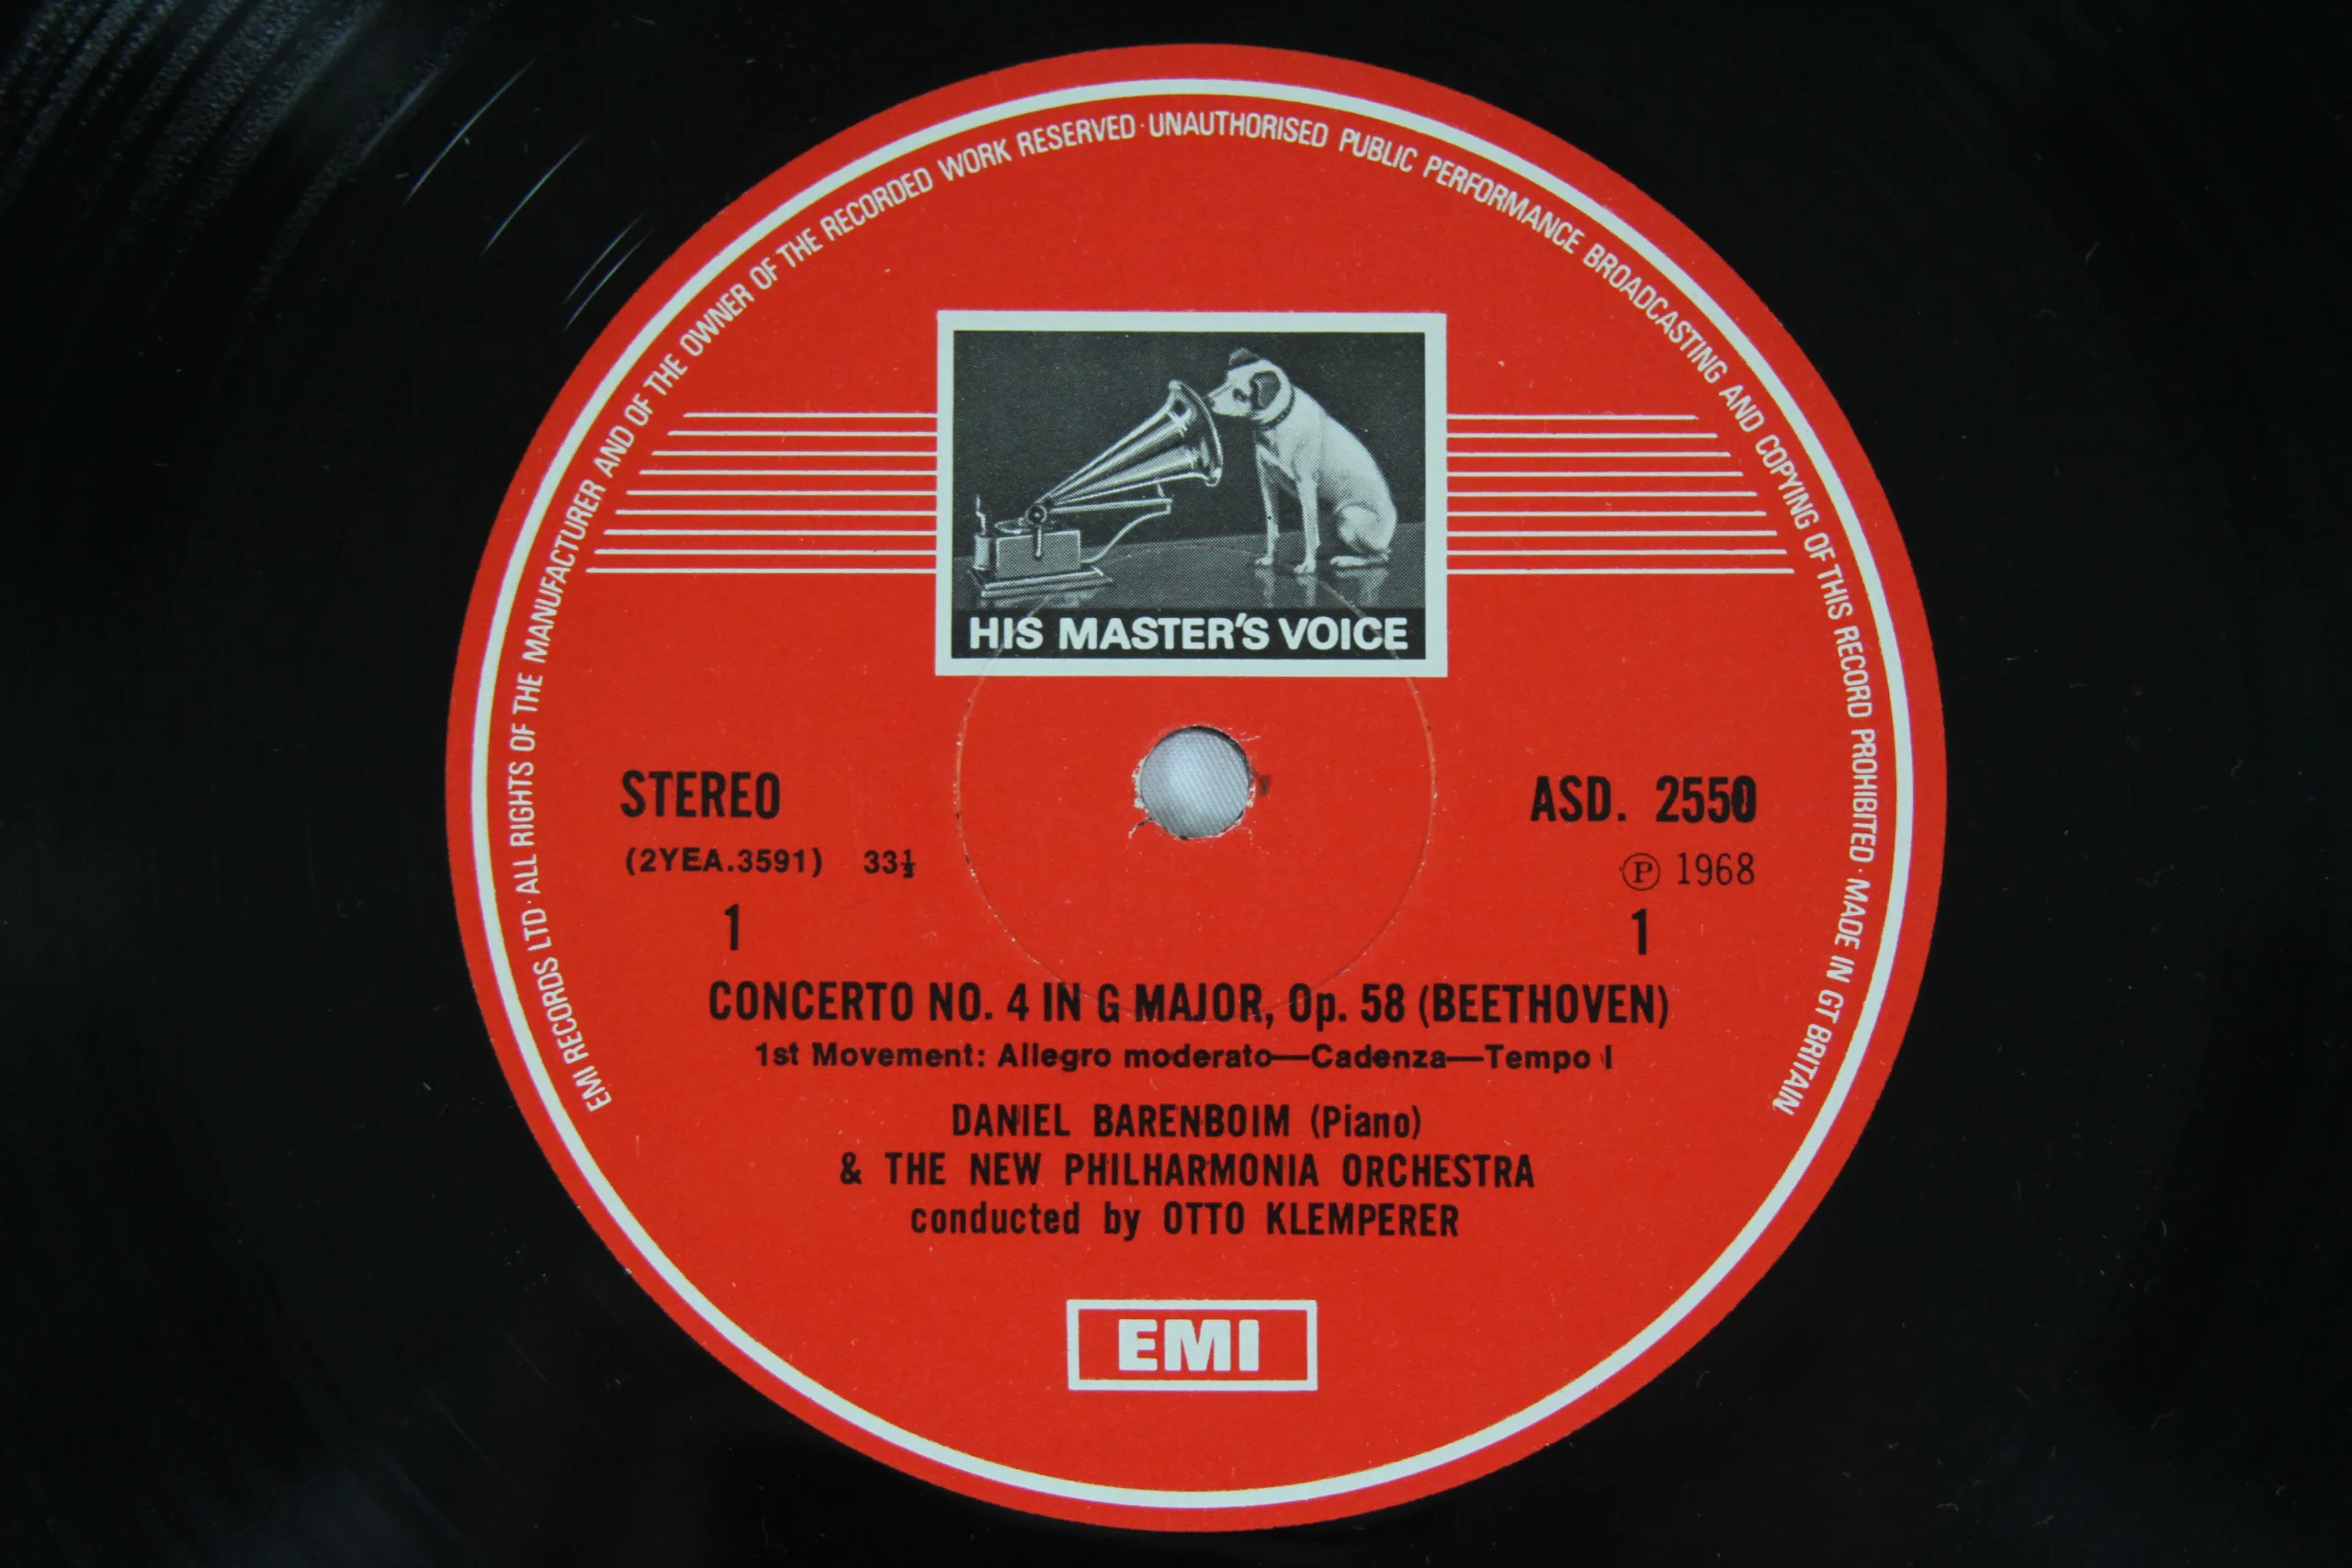 EMI RECORDS LTD · ALL RIGHTS OF THE MANUFACTURER AND OF THE OWNER OF THE RECORDED WORK RESERVED · UNAUTHORISED PUBLIC PERFORMANCE BROADCASTING AND COPYING OF THIS RECORD PROHIBITED · MADE IN GT BRITAIN
HIS MASTER'S VOICE
STEREO ASD. 2550
(2YEA.3591) 33⅓ ℗ 1968
1 1
CONCERTO NO. 4 IN G MAJOR, Op. 58 (BEETHOVEN)
1st Movement: Allegro moderato—Cadenza—Tempo I
DANIEL BARENBOIM (Piano)
& THE NEW PHILHARMONIA ORCHESTRA
conducted by OTTO KLEMPERER
EMI